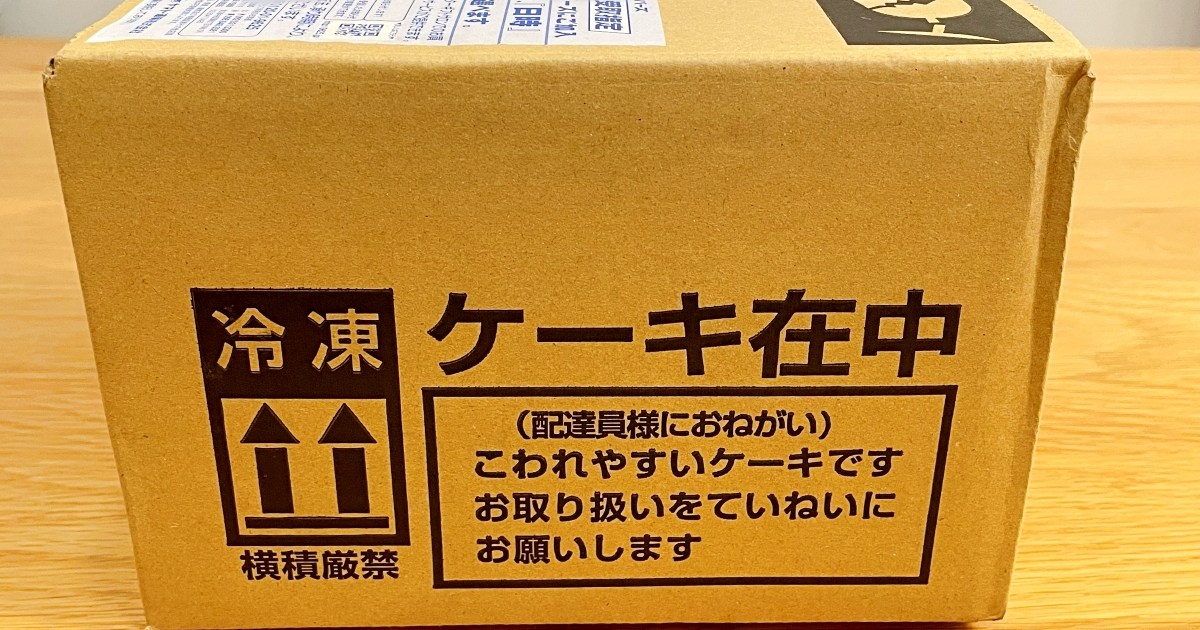 冷凍
ケーキ在中
(配達員様におねがい)
こわれやすいケーキです
お取り扱いをていねいに
お願いします
横積厳禁